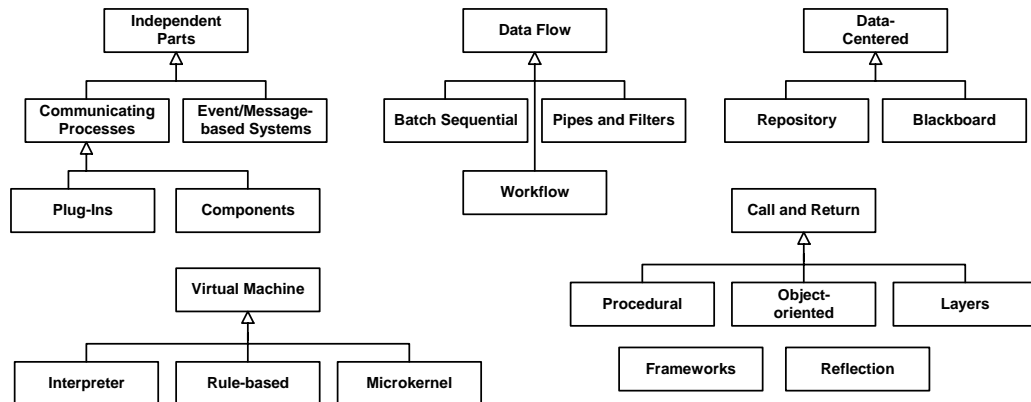 Independent
Parts
Data Flow
Data-
Centered
Communicating
Processes
Event/Message-
based Systems
Batch Sequential
Pipes and Filters
Repository
Blackboard
Plug-Ins
Components
Workflow
Call and Return
Virtual Machine
Procedural
Object-
oriented
Layers
Interpreter
Rule-based
Microkernel
Frameworks
Reflection